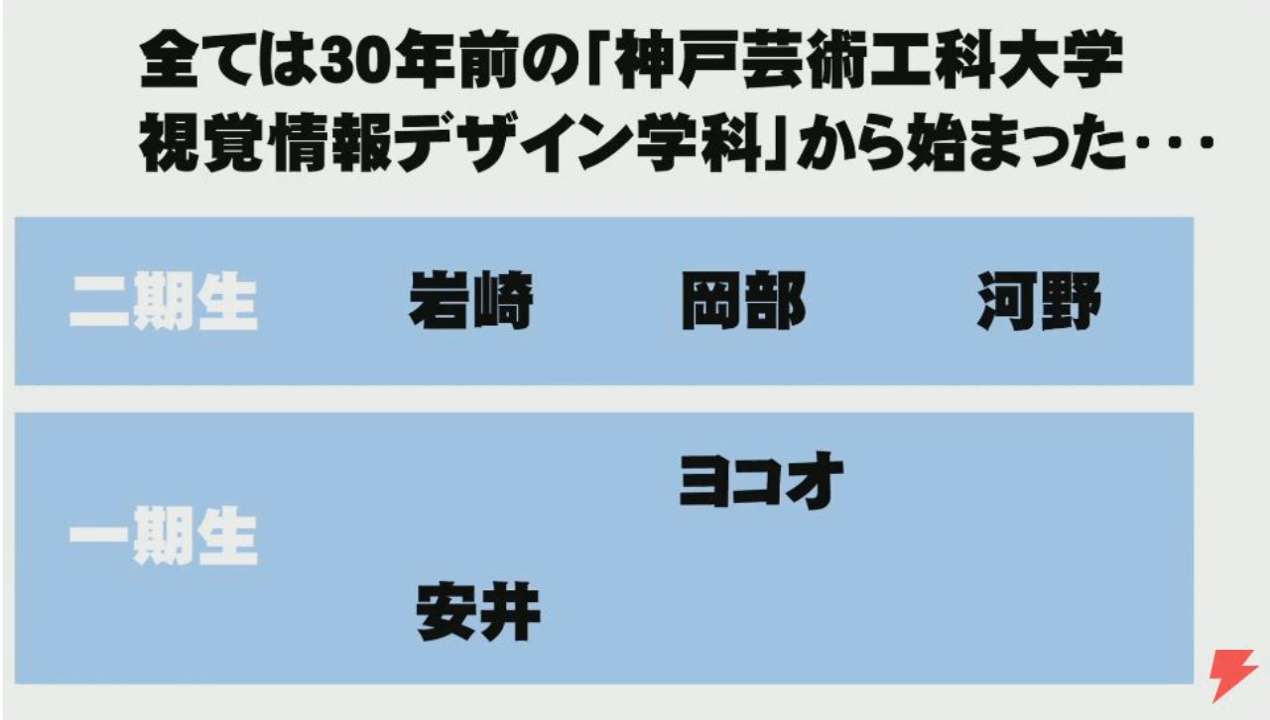 全ては30年前の「神戸芸術工科大学
視覚情報デザイン学科」から始まった・・・
二期生 岩崎 岡部 河野
ヨコオ
一期生
安井